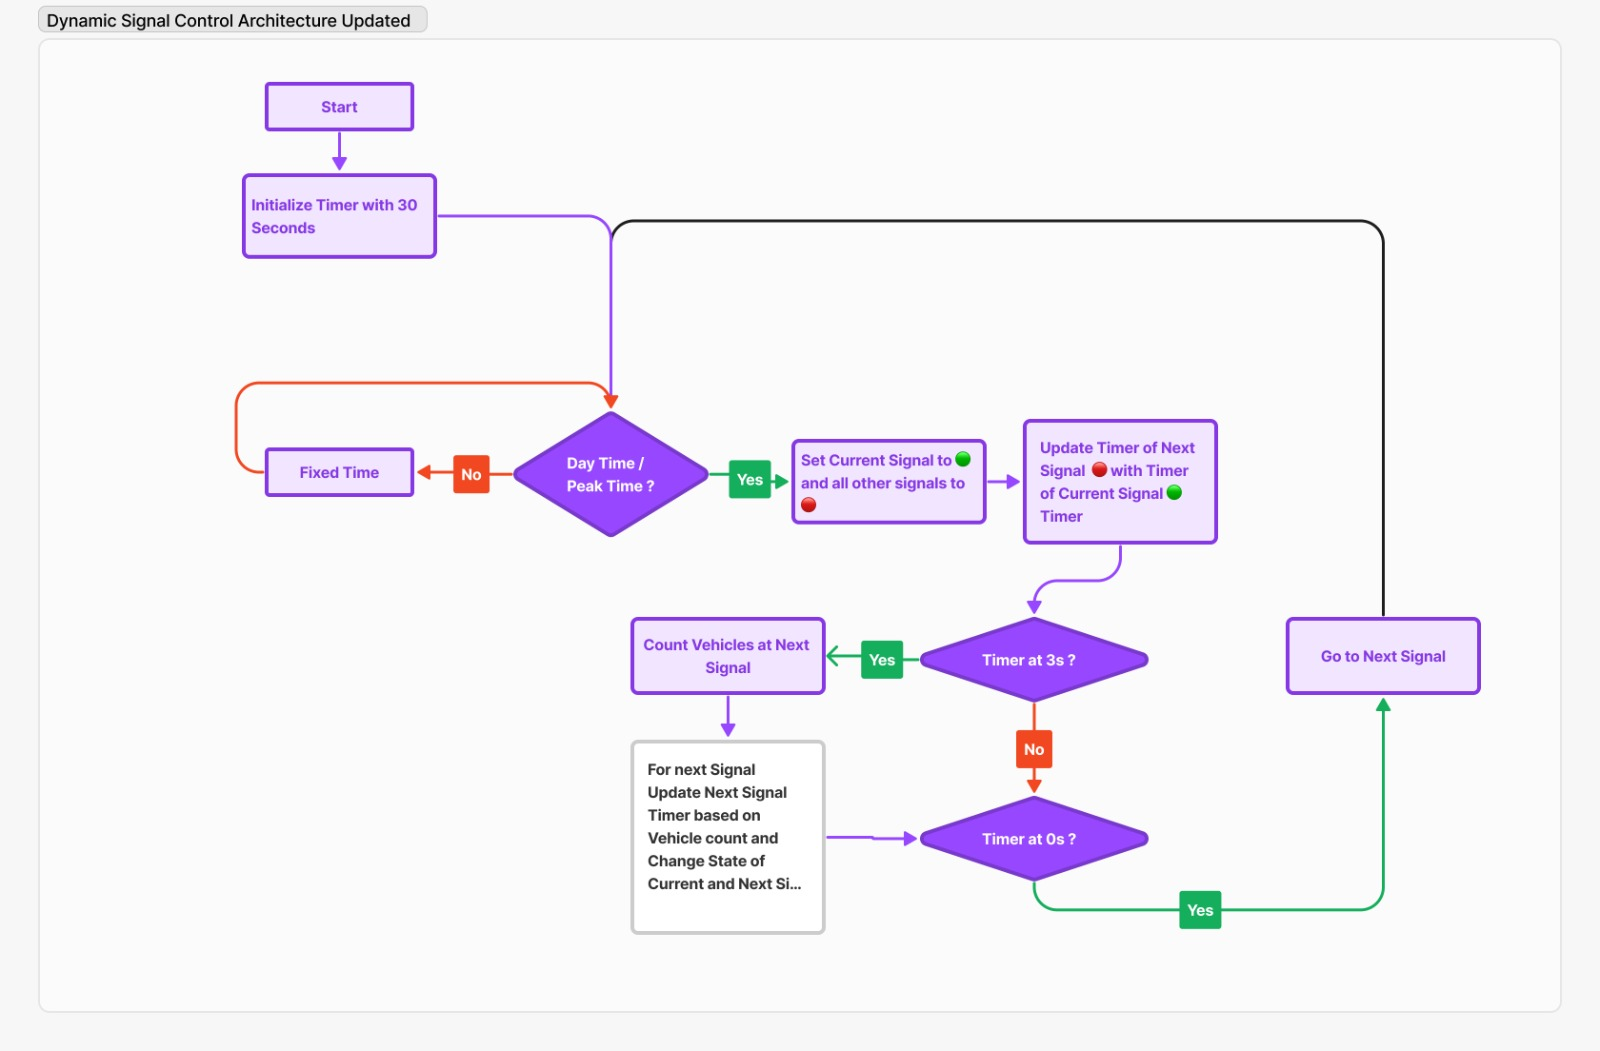 Dynamic Signal Control Architecture Updated
Start
Initialize Timer with 30
Seconds
Fixed Time
No
Day Time /
Peak Time ?
Yes
Set Current Signal to
and all other signals to
Update Timer of Next
Signal with Timer
of Current Signal
Timer
Count Vehicles at Next
Signal
Yes
Timer at 3s ?
Go to Next Signal
No
For next Signal
Update Next Signal
Timer based on
Vehicle count and
Change State of
Current and Next Si...
Timer at 0s ?
Yes